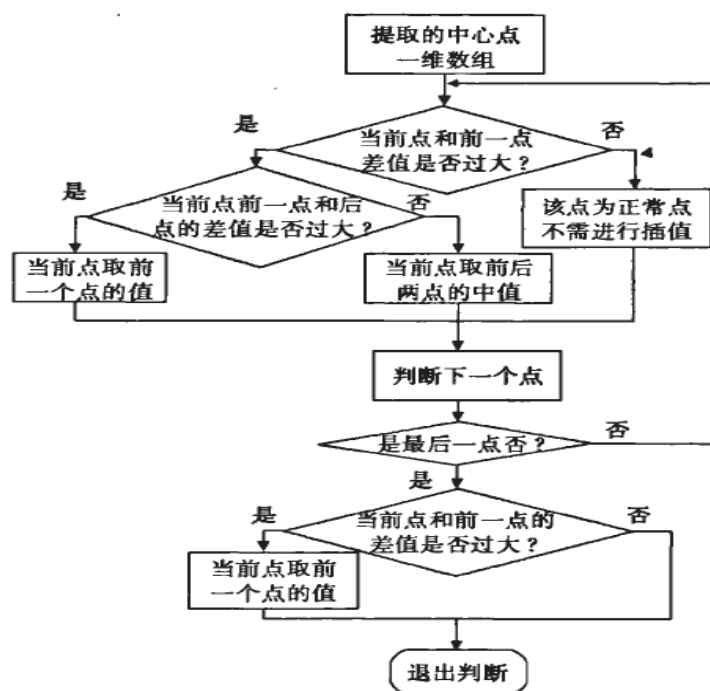 提取的中心点
一维数组
是
当前点和前一点
差值是否过大？
否
是
当前点前一点和后
点的差值是否过大？
否
该点为正常点
不需进行插值
当前点取前
一个点的值
当前点取前后
两点的中值
判断下一个点
是最后一点否？
否
是
是
当前点和前一点的
差值是否过大？
否
当前点取前
一个点的值
退出判断